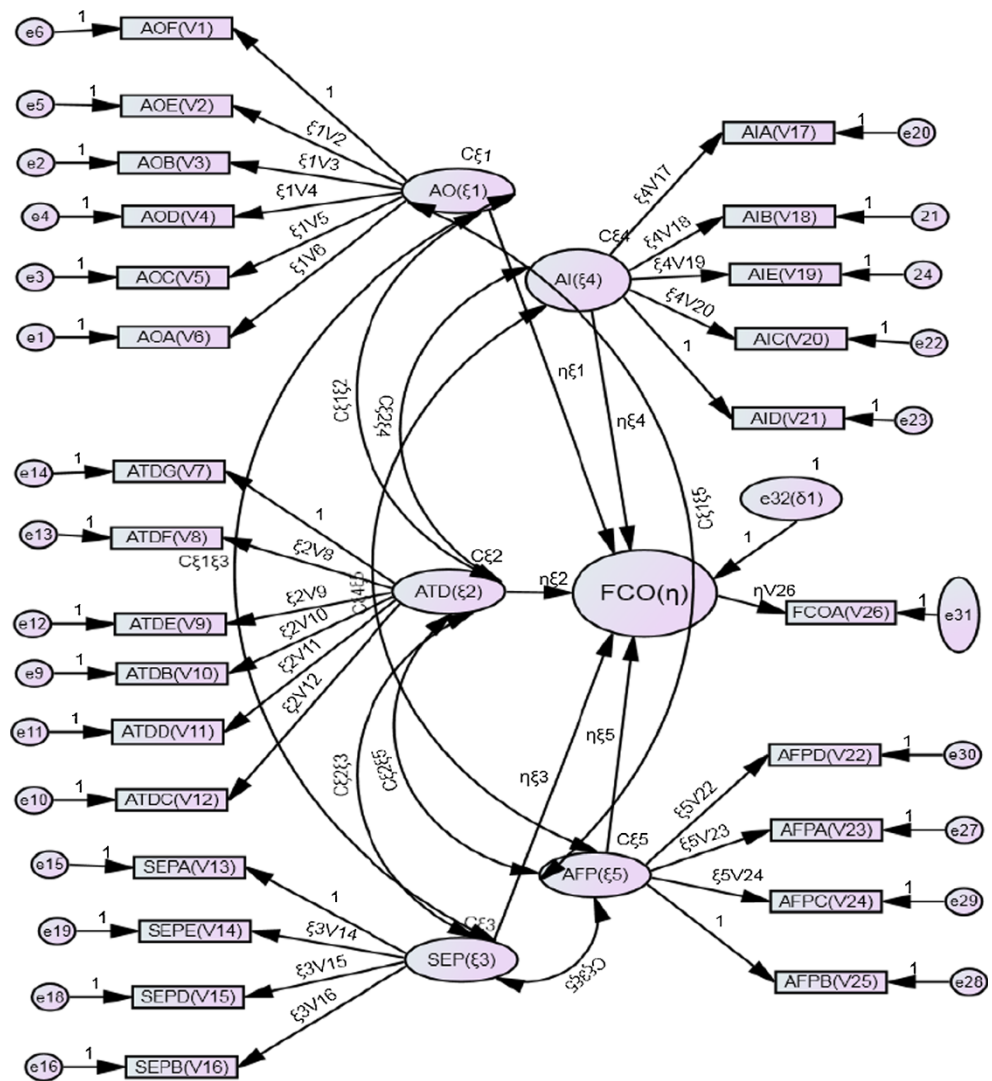 e6 1 AOF(V1)
e5 1 AOE(V2)
e2 1 AOB(V3)
e4 1 AOD(V4)
e3 1 AOC(V5)
e1 1 AOA(V6)
1
ξ1V2
ξ1V3
ξ1V4
ξ1V5
ξ1V6
Cξ1
AO(ξ1)
Cξ4
AI(ξ4)
ξ4V17
ξ4V18
ξ4V19
ξ4V20
1
AIA(V17) 1 e20
AIB(V18) 1 21
AIE(V19) 1 24
AIC(V20) 1 e22
AID(V21) 1 e23
Cξ1ξ2
Cξ2ξ4
ηξ1
ηξ4
Cξ1ξ5
e14 1 ATDG(V7)
e13 1 ATDF(V8)
Cξ1ξ3
e12 1 ATDE(V9)
e9 1 ATDB(V10)
e11 1 ATDD(V11)
e10 1 ATDC(V12)
1
ξ2V8
ξ2V9
ξ2V10
ξ2V11
ξ2V12
Cξ2
ATD(ξ2)
ηξ2
FCO(η)
1
e32(δ1)
1
ηV26
FCOA(V26) 1 e31
Cξ2ξ3
Cξ2ξ5
ηξ3
ηξ5
e15 1 SEPA(V13)
e19 1 SEPE(V14)
e18 1 SEPD(V15)
e16 1 SEPB(V16)
1
ξ3V14
ξ3V15
ξ3V16
Cξ3
SEP(ξ3)
Cξ3ξ5
Cξ5
AFP(ξ5)
ξ5V22
ξ5V23
ξ5V24
1
AFPD(V22) 1 e30
AFPA(V23) 1 e27
AFPC(V24) 1 e29
AFPB(V25) 1 e28